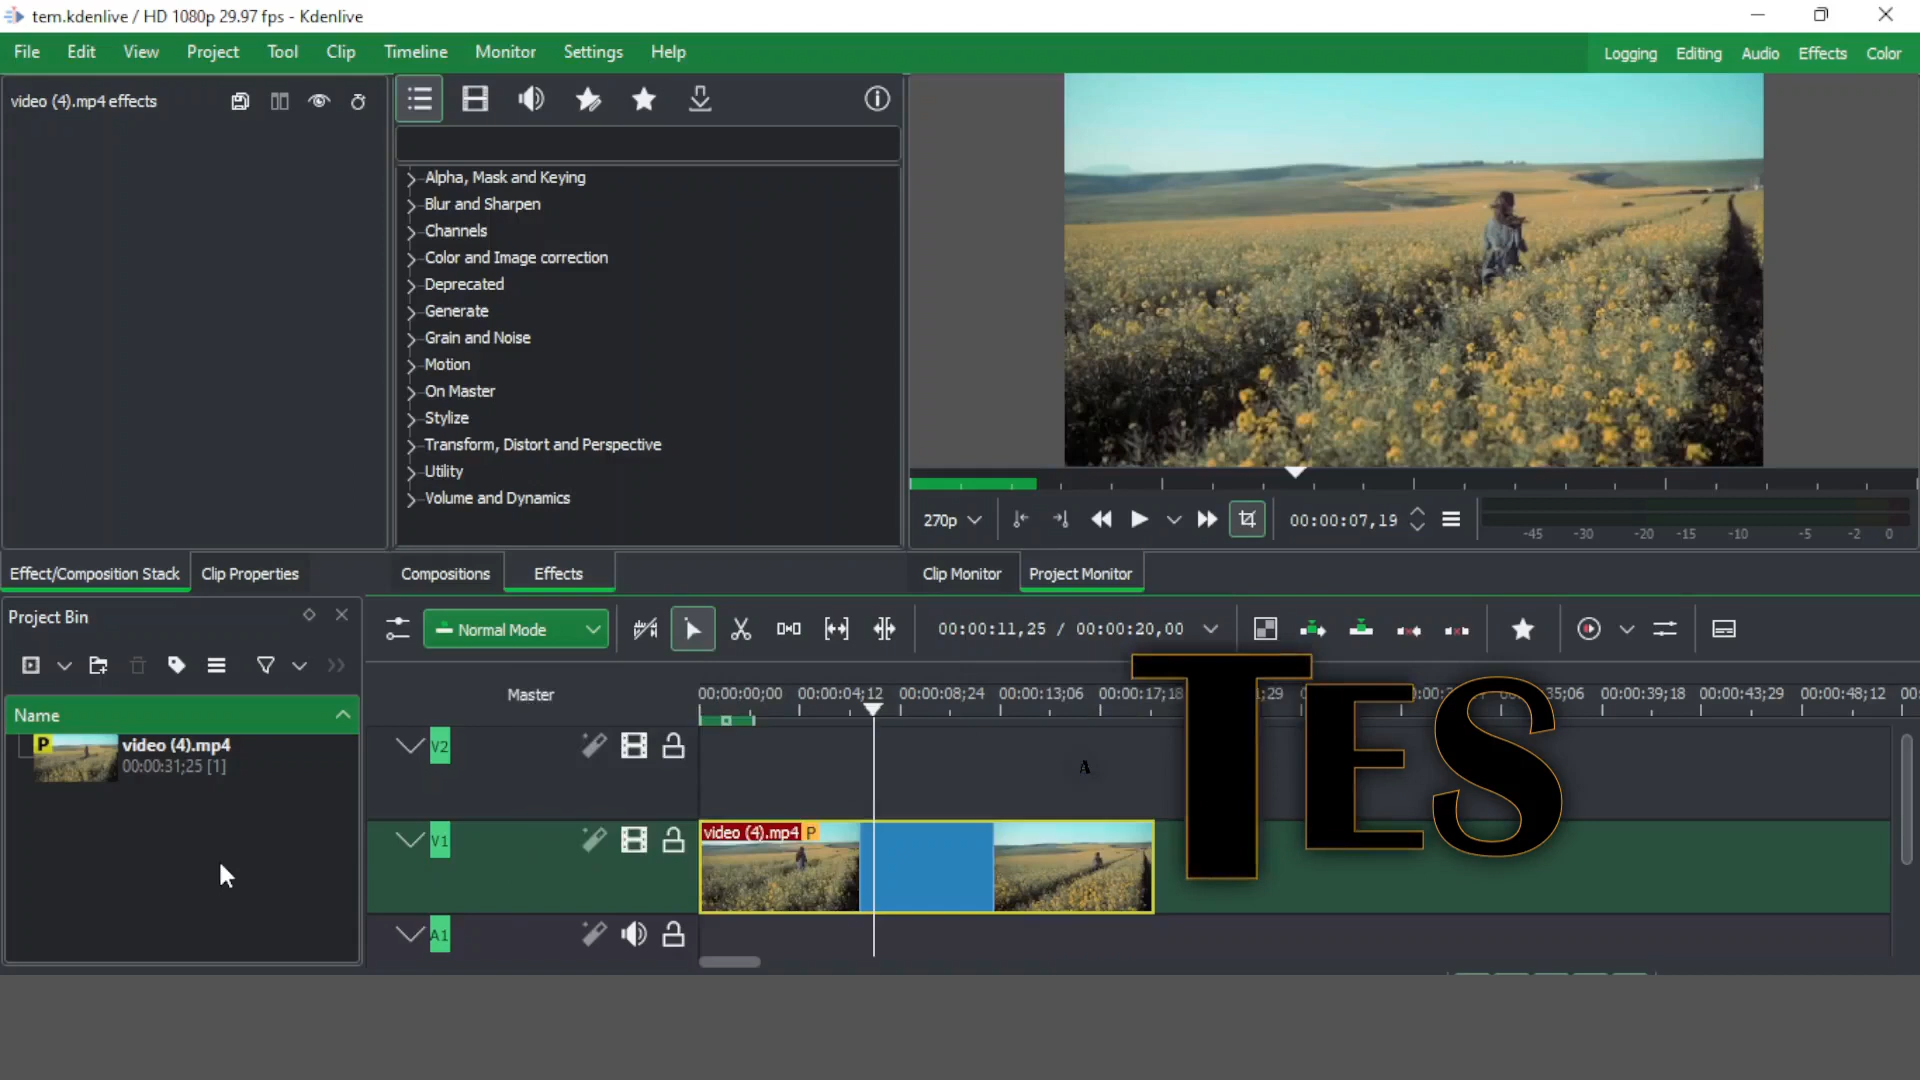 tem.kdenlive / HD 1080p 29.97 fps - Kdenlive
File Edit View Project Tool Clip Timeline Monitor Settings Help
Logging Editing Audio Effects Color
video (4).mp4 effects
Alpha, Mask and Keying
Blur and Sharpen
Channels
Color and Image correction
Deprecated
Generate
Grain and Noise
Motion
On Master
Stylize
Transform, Distort and Perspective
Utility
Volume and Dynamics
270p
00:00:07,19
-45 -30 -20 -15 -10 -5 -2 0
Effect/Composition Stack Clip Properties
Compositions Effects
Clip Monitor Project Monitor
Project Bin
Normal Mode
00:00:11,25 / 00:00:20,00
Master
00:00:00;00 00:00:04;12 00:00:08;24 00:00:13;06 00:00:17;18 00:00:39;18 00:00:43;29 00:00:48;12
Name
P
video (4).mp4
00:00:31;25 [1]
V2
A
TES
V1
video (4).mp4 P
A1